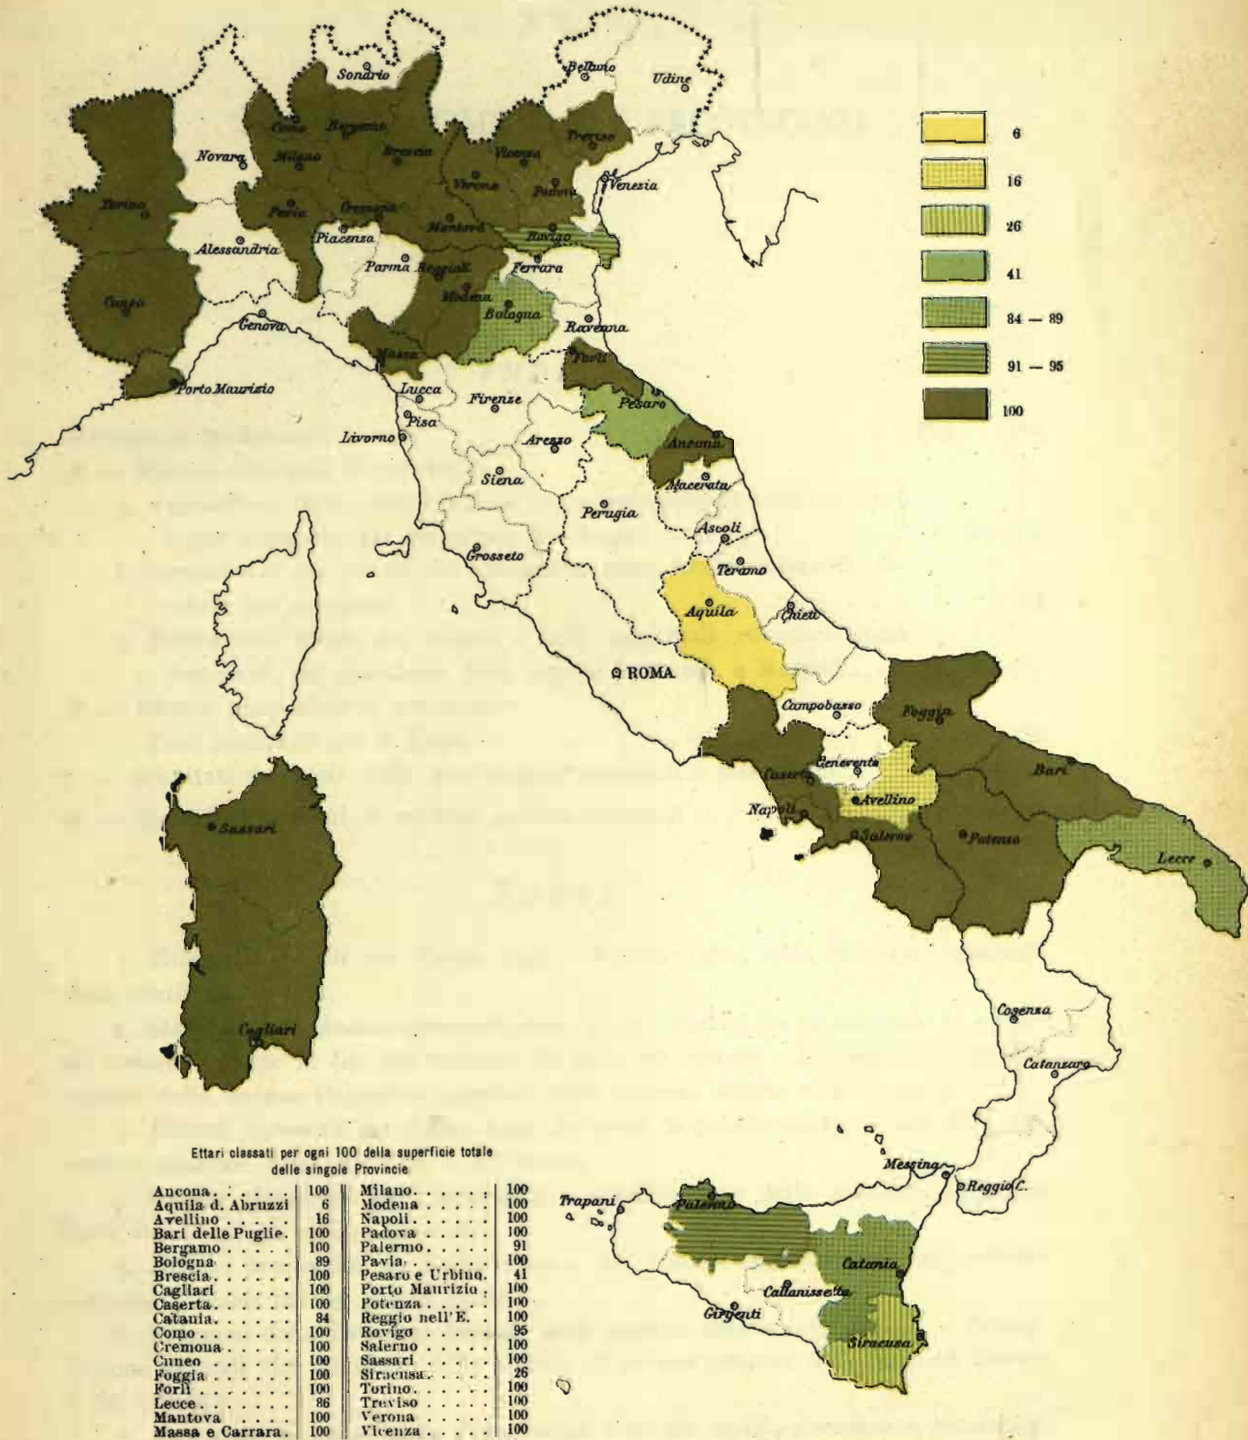 Sondrio
Belluno
Udine
Como
Bergamo
Treviso
Novara
Milano
Brescia
Vicenza
Verona
Padova
Venezia
Torino
Pavia
Cremona
Mantova
Rovigo
Piacenza
Alessandria
Parma
Reggio E.
Ferrara
Cuneo
Modena
Bologna
Genova
Ravenna
Massa
Forlì
Porto Maurizio
Lucca
Firenze
Pesaro
Pisa
Livorno
Arezzo
Ancona
Siena
Macerata
Perugia
Ascoli
Grosseto
Teramo
Aquila
Chieti
ROMA
Campobasso
Foggia
Benevento
Caserta
Bari
Napoli
Avellino
Sassari
Salerno
Potenza
Lecce
Cagliari
Cosenza
Catanzaro
Messina
Reggio C.
Trapani
Palermo
Catania
Caltanissetta
Girgenti
Siracusa
6
16
26
41
84 — 89
91 — 95
100
Ettari classati per ogni 100 della superficie totale
delle singole Provincie
Ancona . . . . . . 100
Aquila d. Abruzzi 6
Avellino . . . . . 16
Bari delle Puglie . 100
Bergamo . . . . . 100
Bologna . . . . . 89
Brescia . . . . . . 100
Cagliari . . . . . 100
Caserta . . . . . . 100
Catania . . . . . . 84
Como . . . . . . . 100
Cremona . . . . . 100
Cuneo . . . . . . 100
Foggia . . . . . . 100
Forlì . . . . . . . 100
Lecce . . . . . . . 86
Mantova . . . . 100
Massa e Carrara . 100
Milano . . . . . . 100
Modena . . . . . 100
Napoli . . . . . . 100
Padova . . . . . 100
Palermo . . . . . 91
Pavia . . . . . . 100
Pesaro e Urbino . 41
Porto Maurizio . 100
Potenza . . . . . 100
Reggio nell'E. . 100
Rovigo . . . . . 95
Salerno . . . . . 100
Sassari . . . . . 100
Siracusa . . . . . 26
Torino . . . . . . 100
Treviso . . . . . 100
Verona . . . . . 100
Vicenza . . . . . 100